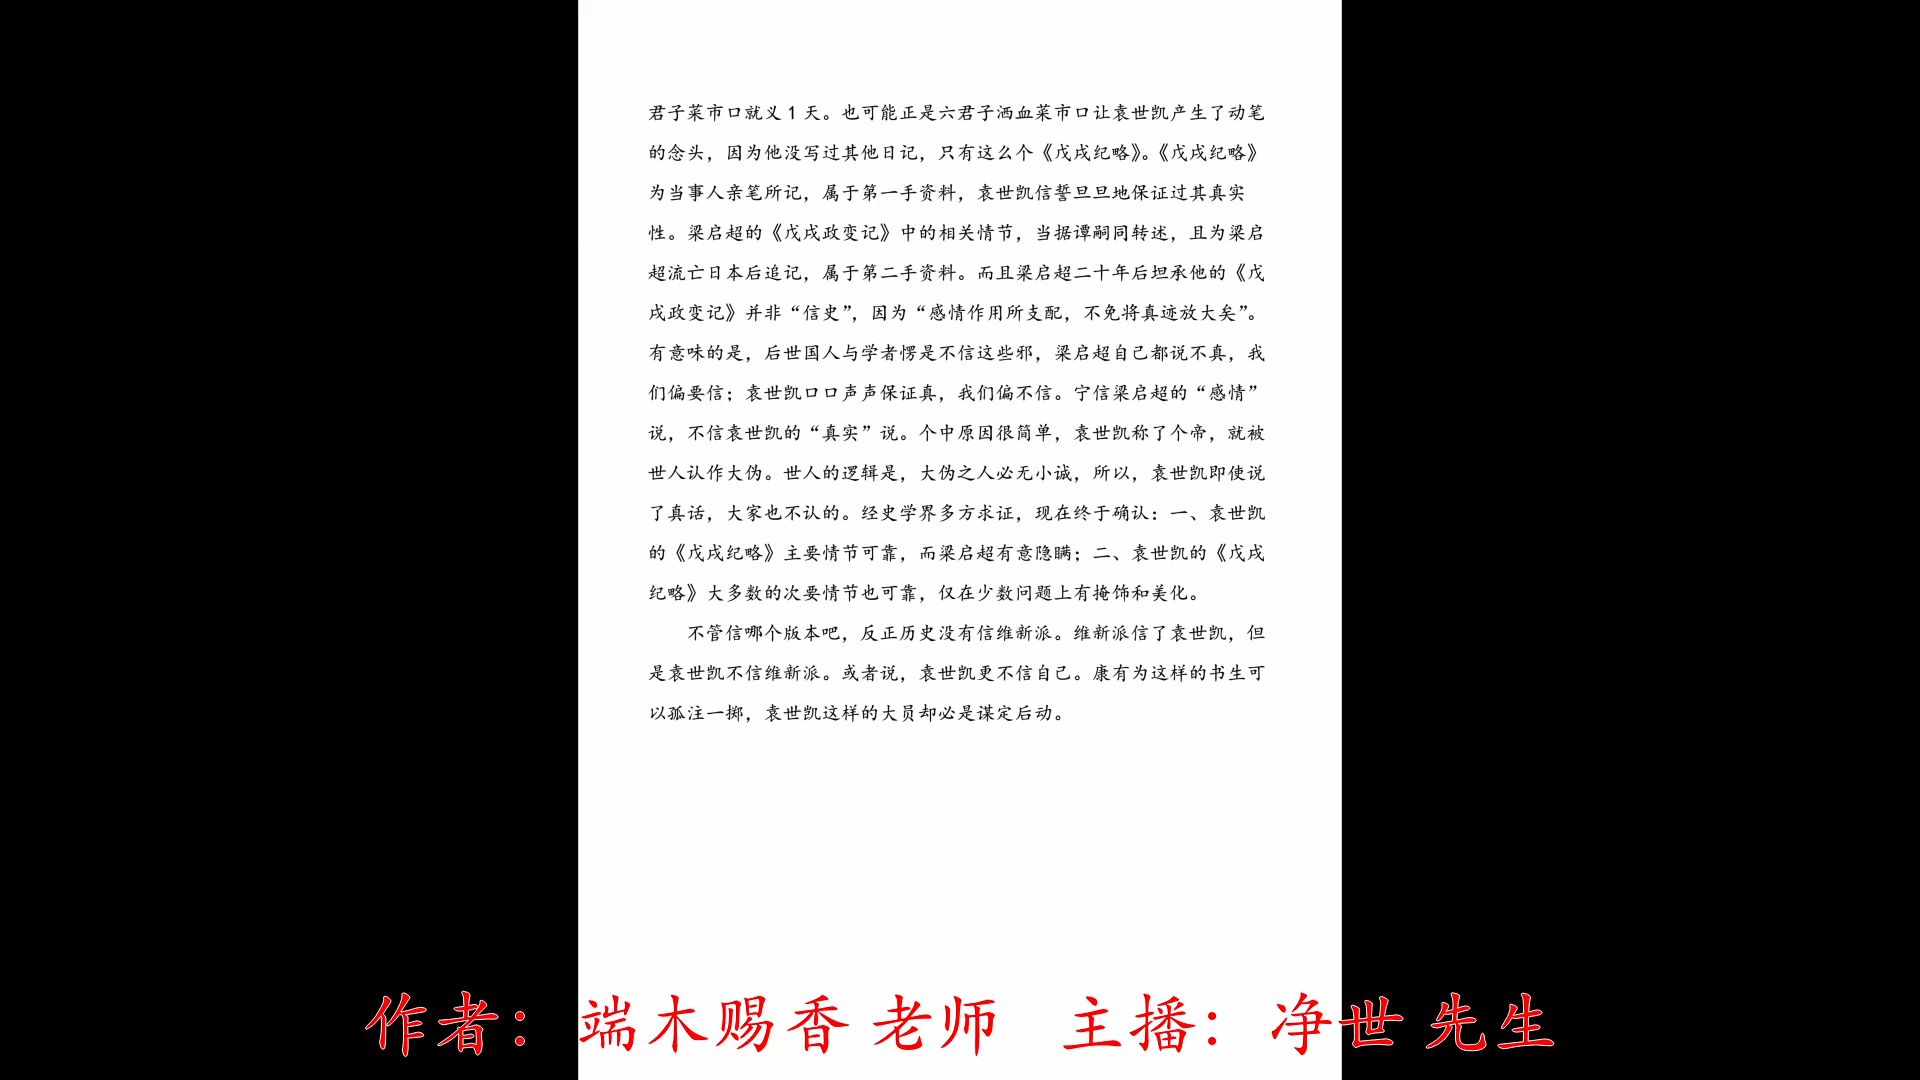 君子菜市口就义1天。也可能正是六君子洒血菜市口让袁世凯产生了动笔
的念头，因为他没写过其他日记，只有这么个《戊戌纪略》。《戊戌纪略》
为当事人亲笔所记，属于第一手资料，袁世凯信誓旦旦地保证过其真实
性。梁启超的《戊戌政变记》中的相关情节，当据谭嗣同转述，且为梁启
超流亡日本后追记，属于第二手资料。而且梁启超二十年后坦承他的《戊
戌政变记》并非“信史”，因为“感情作用所支配，不免将真迹放大矣”。
有意味的是，后世国人与学者愣是不信这些邪，梁启超自己都说不真，我
们偏要信；袁世凯口口声声保证真，我们偏不信。宁信梁启超的“感情”
说，不信袁世凯的“真实”说。个中原因很简单，袁世凯称了个帝，就被
世人认作大伪。世人的逻辑是，大伪之人必无小诚，所以，袁世凯即使说
了真话，大家也不认的。经史学界多方求证，现在终于确认：一、袁世凯
的《戊戌纪略》主要情节可靠，而梁启超有意隐瞒；二、袁世凯的《戊戌
纪略》大多数的次要情节也可靠，仅在少数问题上有掩饰和美化。
不管信哪个版本吧，反正历史没有信维新派。维新派信了袁世凯，但
是袁世凯不信维新派。或者说，袁世凯更不信自己。康有为这样的书生可
以孤注一掷，袁世凯这样的大员却必是谋定后动。
作者：端木赐香老师 主播：净世先生